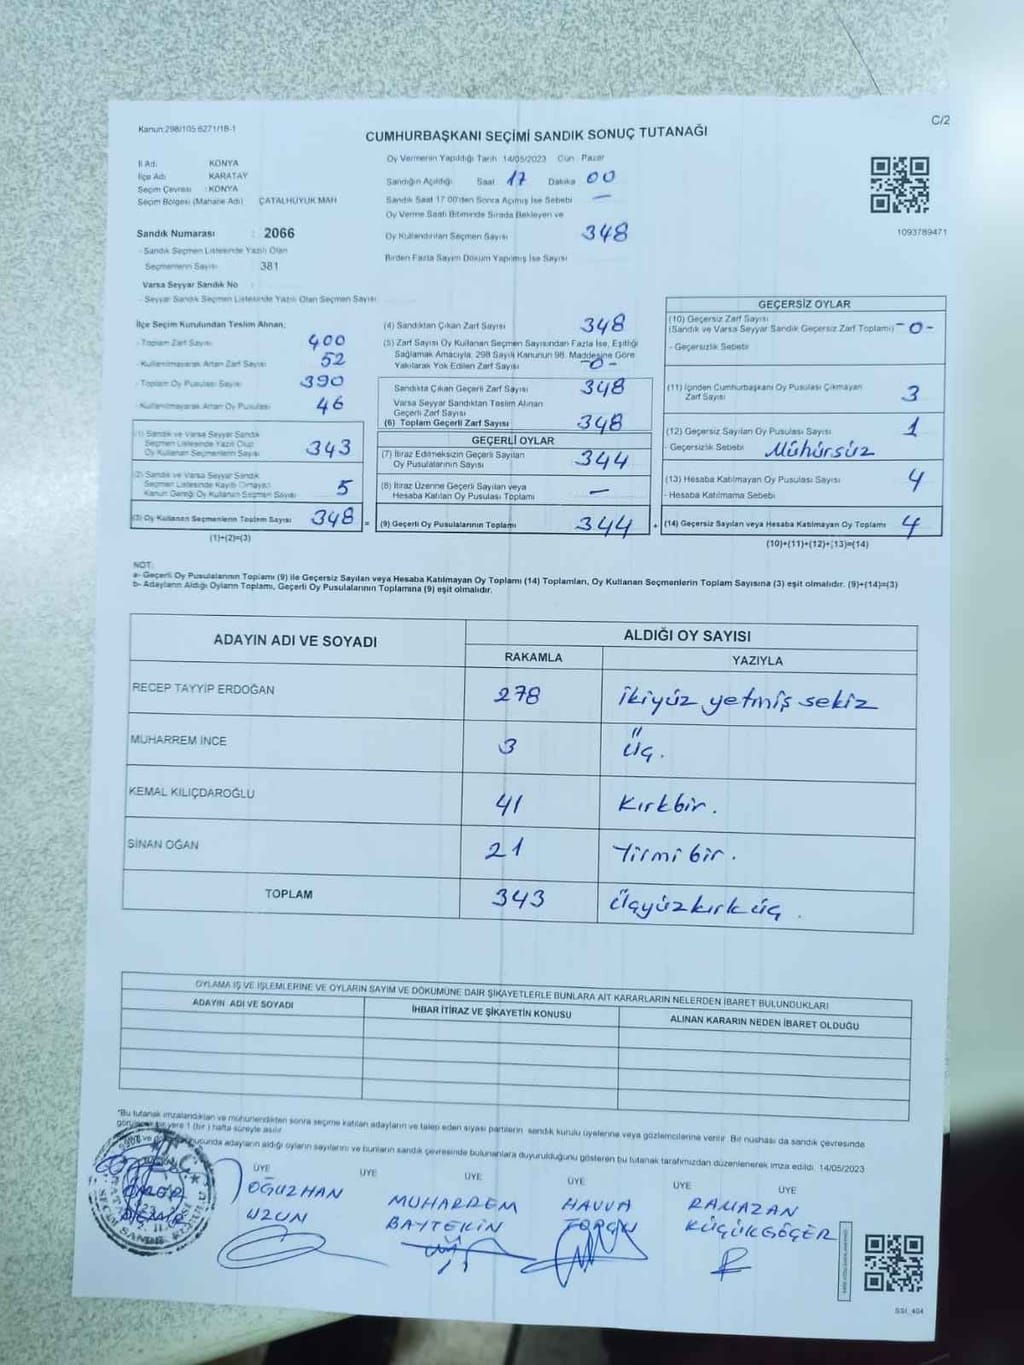 Kanun:298/105 6271/18-1
C/2
CUMHURBAŞKANI SEÇİMİ SANDIK SONUÇ TUTANAĞI
İl Adı : KONYA
İlçe Adı : KARATAY
Seçim Çevresi : KONYA
Seçim Bölgesi (Mahalle Adı) : ÇATALHÜYÜK MAH
Sandık Numarası : 2066
- Sandık Seçmen Listesinde Yazılı Olan
Seçmenlerin Sayısı : 381
Varsa Seyyar Sandık No :
- Seyyar Sandık Seçmen Listesinde Yazılı Olan Seçmen Sayısı :
Oy Vermenin Yapıldığı Tarih 14/05/2023 Gün Pazar
Sandığın Açıldığı Saat 17 Dakika 00
Sandık Saat 17:00'den Sonra Açılmış İse Sebebi —
Oy Verme Saati Bitiminde Sırada Bekleyen ve
Oy Kullandırılan Seçmen Sayısı 348
Birden Fazla Sayım Döküm Yapılmış İse Sayısı
1093789471
İlçe Seçim Kurulundan Teslim Alınan;
- Toplam Zarf Sayısı 400
- Kullanılmayarak Artan Zarf Sayısı 52
- Toplam Oy Pusulası Sayısı 390
- Kullanılmayarak Artan Oy Pusulası 46
(1) Sandık ve Varsa Seyyar Sandık
Seçmen Listesinde Yazılı Olup
Oy Kullanan Seçmenlerin Sayısı 343
(2) Sandık ve Varsa Seyyar Sandık
Seçmen Listesinde Kayıtlı Olmayıp
Kanun Gereği Oy Kullanan Seçmen Sayısı 5
(3) Oy Kullanan Seçmenlerin Toplam Sayısı 348 =
(1)+(2)=(3)
(4) Sandıktan Çıkan Zarf Sayısı 348
(5) Zarf Sayısı Oy Kullanan Seçmen Sayısından Fazla İse, Eşitliği
Sağlamak Amacıyla; 298 Sayılı Kanunun 98. Maddesine Göre
Yakılarak Yok Edilen Zarf Sayısı -0-
Sandıkta Çıkan Geçerli Zarf Sayısı 348
Varsa Seyyar Sandıktan Teslim Alınan
Geçerli Zarf Sayısı
(6) Toplam Geçerli Zarf Sayısı 348
GEÇERLİ OYLAR
(7) İtiraz Edilmeksizin Geçerli Sayılan
Oy Pusulalarının Sayısı 344
(8) İtiraz Üzerine Geçerli Sayılan veya
Hesaba Katılan Oy Pusulası Toplamı —
(9) Geçerli Oy Pusulalarının Toplamı 344 +
GEÇERSİZ OYLAR
(10) Geçersiz Zarf Sayısı
(Sandık ve Varsa Seyyar Sandık Geçersiz Zarf Toplamı) -0-
- Geçersizlik Sebebi
(11) İçinden Cumhurbaşkanı Oy Pusulası Çıkmayan
Zarf Sayısı 3
(12) Geçersiz Sayılan Oy Pusulası Sayısı 1
- Geçersizlik Sebebi Mühürsüz
(13) Hesaba Katılmayan Oy Pusulası Sayısı 4
- Hesaba Katılmama Sebebi
(14) Geçersiz Sayılan veya Hesaba Katılmayan Oy Toplamı 4
(10)+(11)+(12)+(13)=(14)
NOT:
a- Geçerli Oy Pusulalarının Toplamı (9) ile Geçersiz Sayılan veya Hesaba Katılmayan Oy Toplamı (14) Toplamları, Oy Kullanan Seçmenlerin Toplam Sayısına (3) eşit olmalıdır. (9)+(14)=(3)
b- Adayların Aldığı Oyların Toplamı, Geçerli Oy Pusulalarının Toplamına (9) eşit olmalıdır.
ADAYIN ADI VE SOYADI
ALDIĞI OY SAYISI
RAKAMLA YAZIYLA
RECEP TAYYİP ERDOĞAN 278 ikiyüz yetmiş sekiz
MUHARREM İNCE 3 Üç.
KEMAL KILIÇDAROĞLU 41 Kırkbir.
SİNAN OĞAN 21 Yirmi bir.
TOPLAM 343 Üçyüzkırküç.
OYLAMA İŞ VE İŞLEMLERİNE VE OYLARIN SAYIM VE DÖKÜMÜNE DAİR ŞİKAYETLERLE BUNLARA AİT KARARLARIN NELERDEN İBARET BULUNDUKLARI
ADAYIN ADI VE SOYADI İHBAR İTİRAZ VE ŞİKAYETİN KONUSU ALINAN KARARIN NEDEN İBARET OLDUĞU
"Bu tutanak imzalandıktan ve mühürlendikten sonra seçime katılan adayların ve talep eden siyasi partilerin sandık kurulu üyelerine veya gözlemcilerine verilir. Bir nüshası da sandık çevresinde
yere 1 (bir) hafta süreyle asılır
sonucunda adayların aldığı oyların sayılarını ve bunların sandık çevresinde bulunanlara duyurulduğunu gösteren bu tutanak tarafımızdan düzenlenerek imza edildi. 14/05/2023
ÜYE ÜYE ÜYE ÜYE ÜYE ÜYE
OĞUZHAN UZUN
MUHARREM BAYTEKİN
HAVVA
RAMAZAN KÜÇÜKGÖÇER
SSI_404